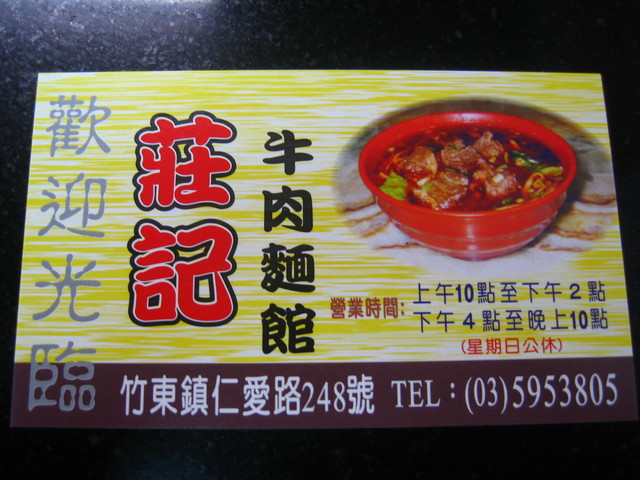 歡迎光臨
莊記
牛肉麵館
營業時間:
上午10點至下午2點
下午4點至晚上10點
(星期日公休)
竹東鎮仁愛路248號 TEL：(03)5953805